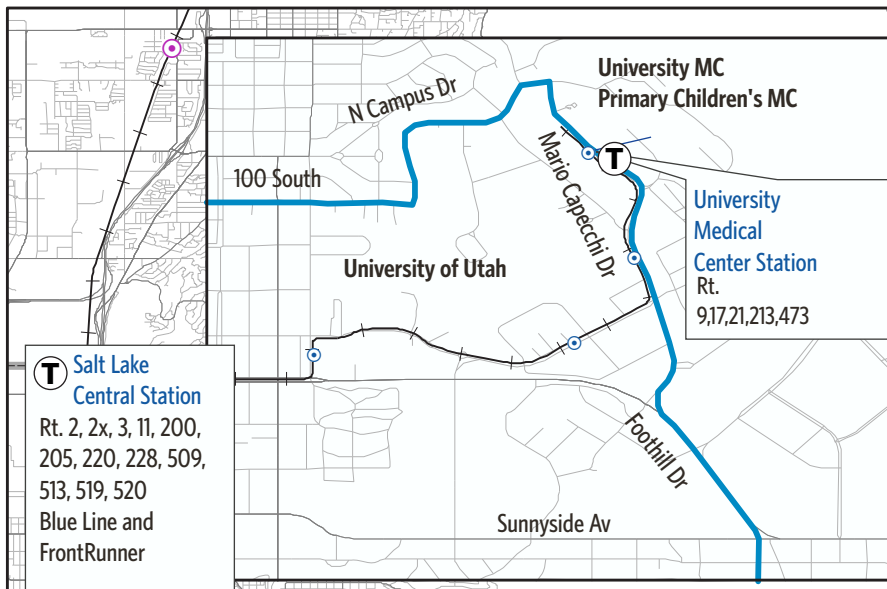 University MC
Primary Children's MC
N Campus Dr
100 South
Mario Capecchi Dr
T
University
Medical
Center Station
Rt.
9,17,21,213,473
University of Utah
T
Salt Lake
Central Station
Rt. 2, 2x, 3, 11, 200,
205, 220, 228, 509,
513, 519, 520
Blue Line and
FrontRunner
Foothill Dr
Sunnyside Av